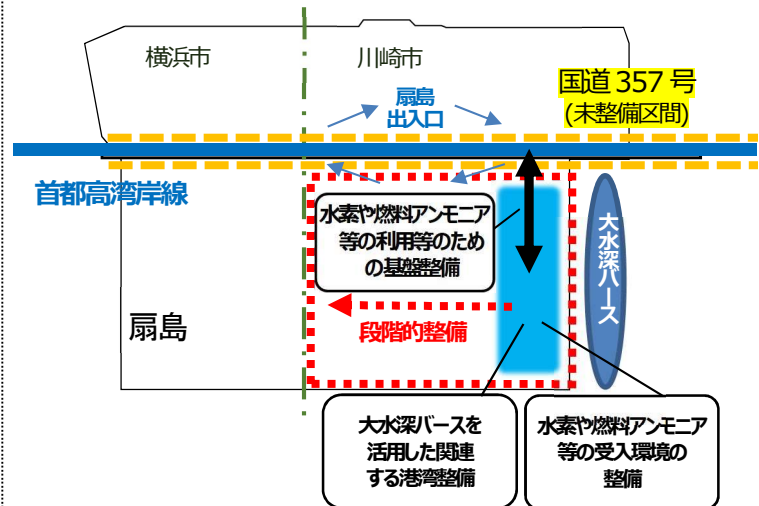 横浜市
川崎市
国道357号
(未整備区間)
扇島
出入口
首都高湾岸線
水素や燃料アンモニア
等の利用等のため
の基盤整備
大水深バース
段階的整備
扇島
大水深バースを
活用した関連
する港湾整備
水素や燃料アンモニア
等の受入環境の
整備